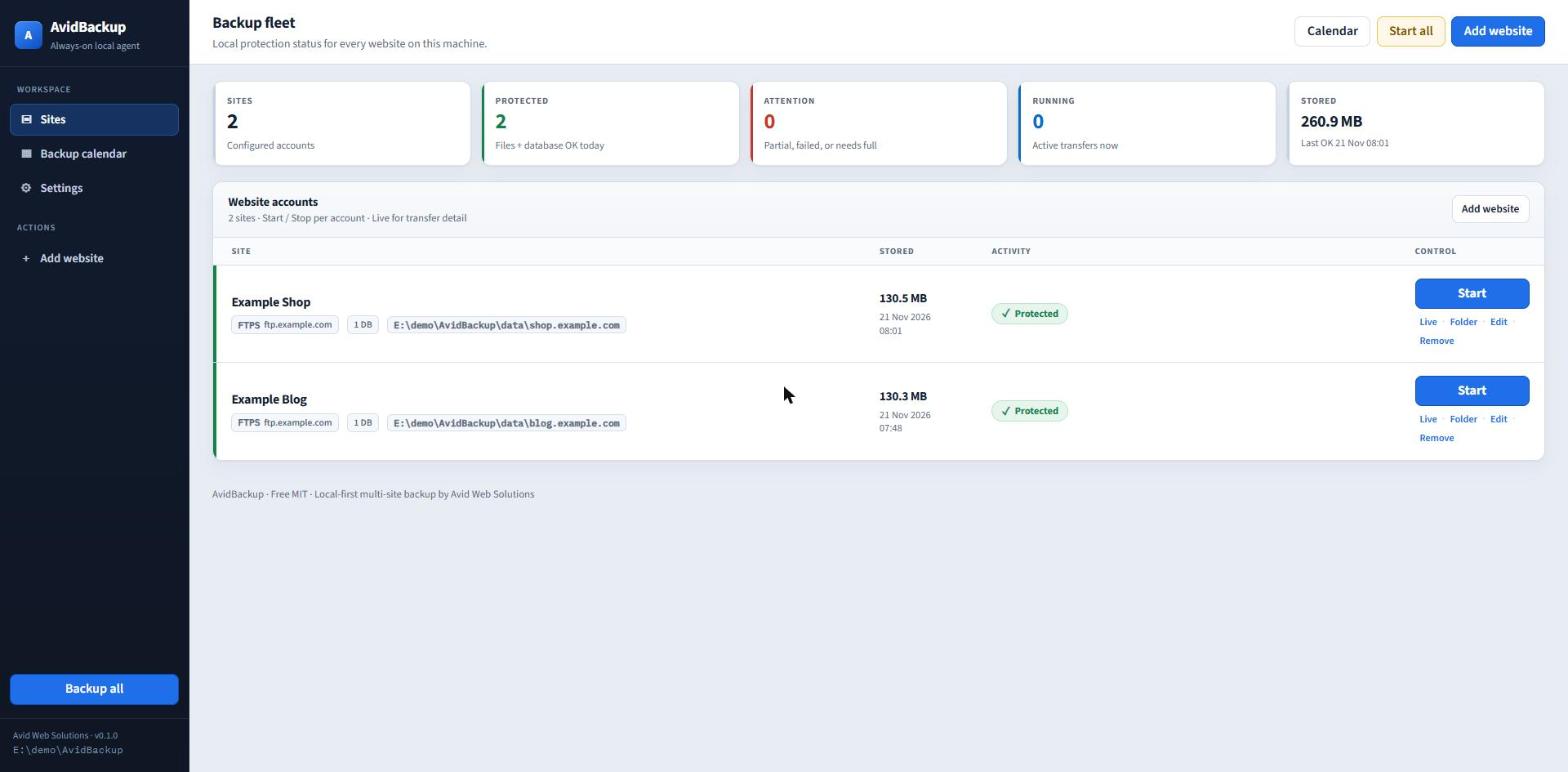 A
AvidBackup
Always-on local agent
WORKSPACE
Sites
Backup calendar
Settings
ACTIONS
+ Add website
Backup all
Avid Web Solutions · v0.1.0
E:\demo\AvidBackup
Backup fleet
Local protection status for every website on this machine.
Calendar
Start all
Add website
SITES
2
Configured accounts
PROTECTED
2
Files + database OK today
ATTENTION
0
Partial, failed, or needs full
RUNNING
0
Active transfers now
STORED
260.9 MB
Last OK 21 Nov 08:01
Website accounts
2 sites · Start / Stop per account · Live for transfer detail
Add website
SITE STORED ACTIVITY CONTROL
Example Shop
FTPS ftp.example.com 1 DB E:\demo\AvidBackup\data\shop.example.com
130.5 MB
21 Nov 2026
08:01
✓ Protected
Start
Live · Folder · Edit ·
Remove
Example Blog
FTPS ftp.example.com 1 DB E:\demo\AvidBackup\data\blog.example.com
130.3 MB
21 Nov 2026
07:48
✓ Protected
Start
Live · Folder · Edit ·
Remove
AvidBackup · Free MIT · Local-first multi-site backup by Avid Web Solutions